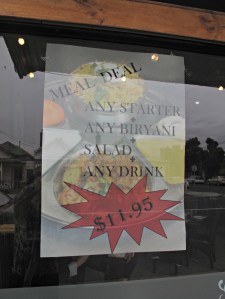 MEAL DEAL
ANY STARTER
+
ANY BIRYANI
+
SALAD
+
ANY DRINK
$11.95